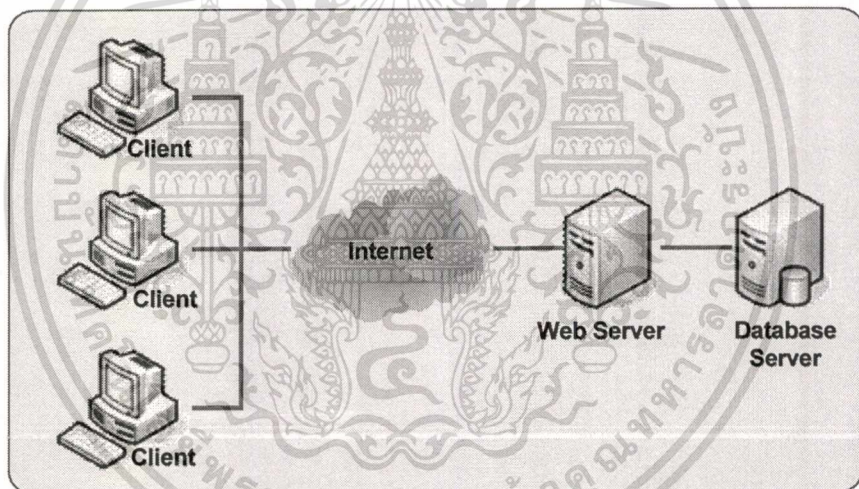 Client
Client
Client
Internet
Web Server
Database
Server